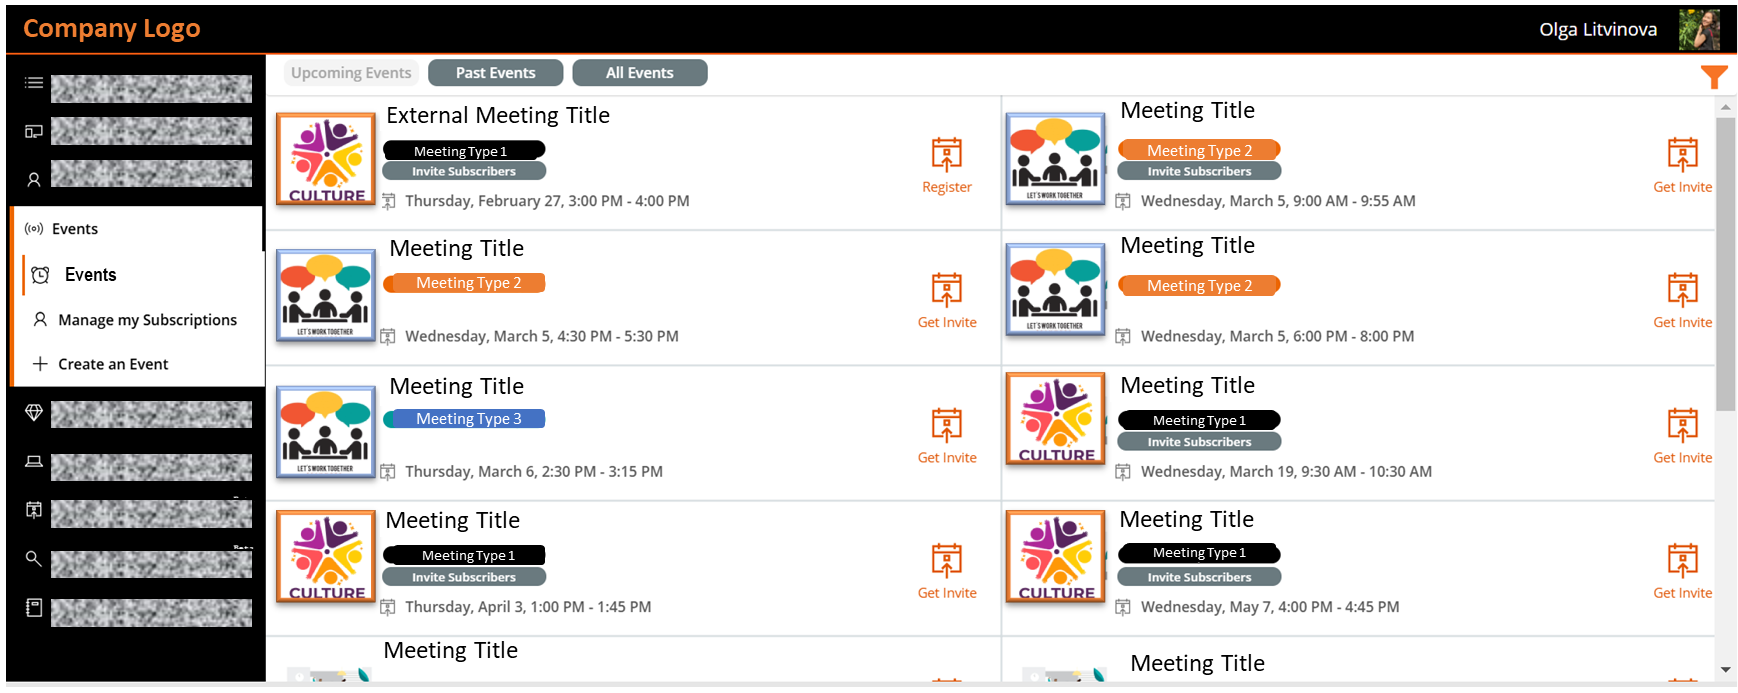 Company Logo
Olga Litvinova
Upcoming Events
Past Events
All Events
Events
Events
Manage my Subscriptions
Create an Event
External Meeting Title
Meeting Type 1
Invite Subscribers
CULTURE
Thursday, February 27, 3:00 PM - 4:00 PM
Register
Meeting Title
Meeting Type 2
Invite Subscribers
LET'S WORK TOGETHER
Wednesday, March 5, 9:00 AM - 9:55 AM
Get Invite
Meeting Title
Meeting Type 2
LET'S WORK TOGETHER
Wednesday, March 5, 4:30 PM - 5:30 PM
Get Invite
Meeting Title
Meeting Type 2
LET'S WORK TOGETHER
Wednesday, March 5, 6:00 PM - 8:00 PM
Get Invite
Meeting Title
Meeting Type 3
LET'S WORK TOGETHER
Thursday, March 6, 2:30 PM - 3:15 PM
Get Invite
Meeting Title
Meeting Type 1
Invite Subscribers
CULTURE
Wednesday, March 19, 9:30 AM - 10:30 AM
Get Invite
Meeting Title
Meeting Type 1
Invite Subscribers
CULTURE
Thursday, April 3, 1:00 PM - 1:45 PM
Get Invite
Meeting Title
Meeting Type 1
Invite Subscribers
CULTURE
Wednesday, May 7, 4:00 PM - 4:45 PM
Get Invite
Meeting Title
Meeting Title